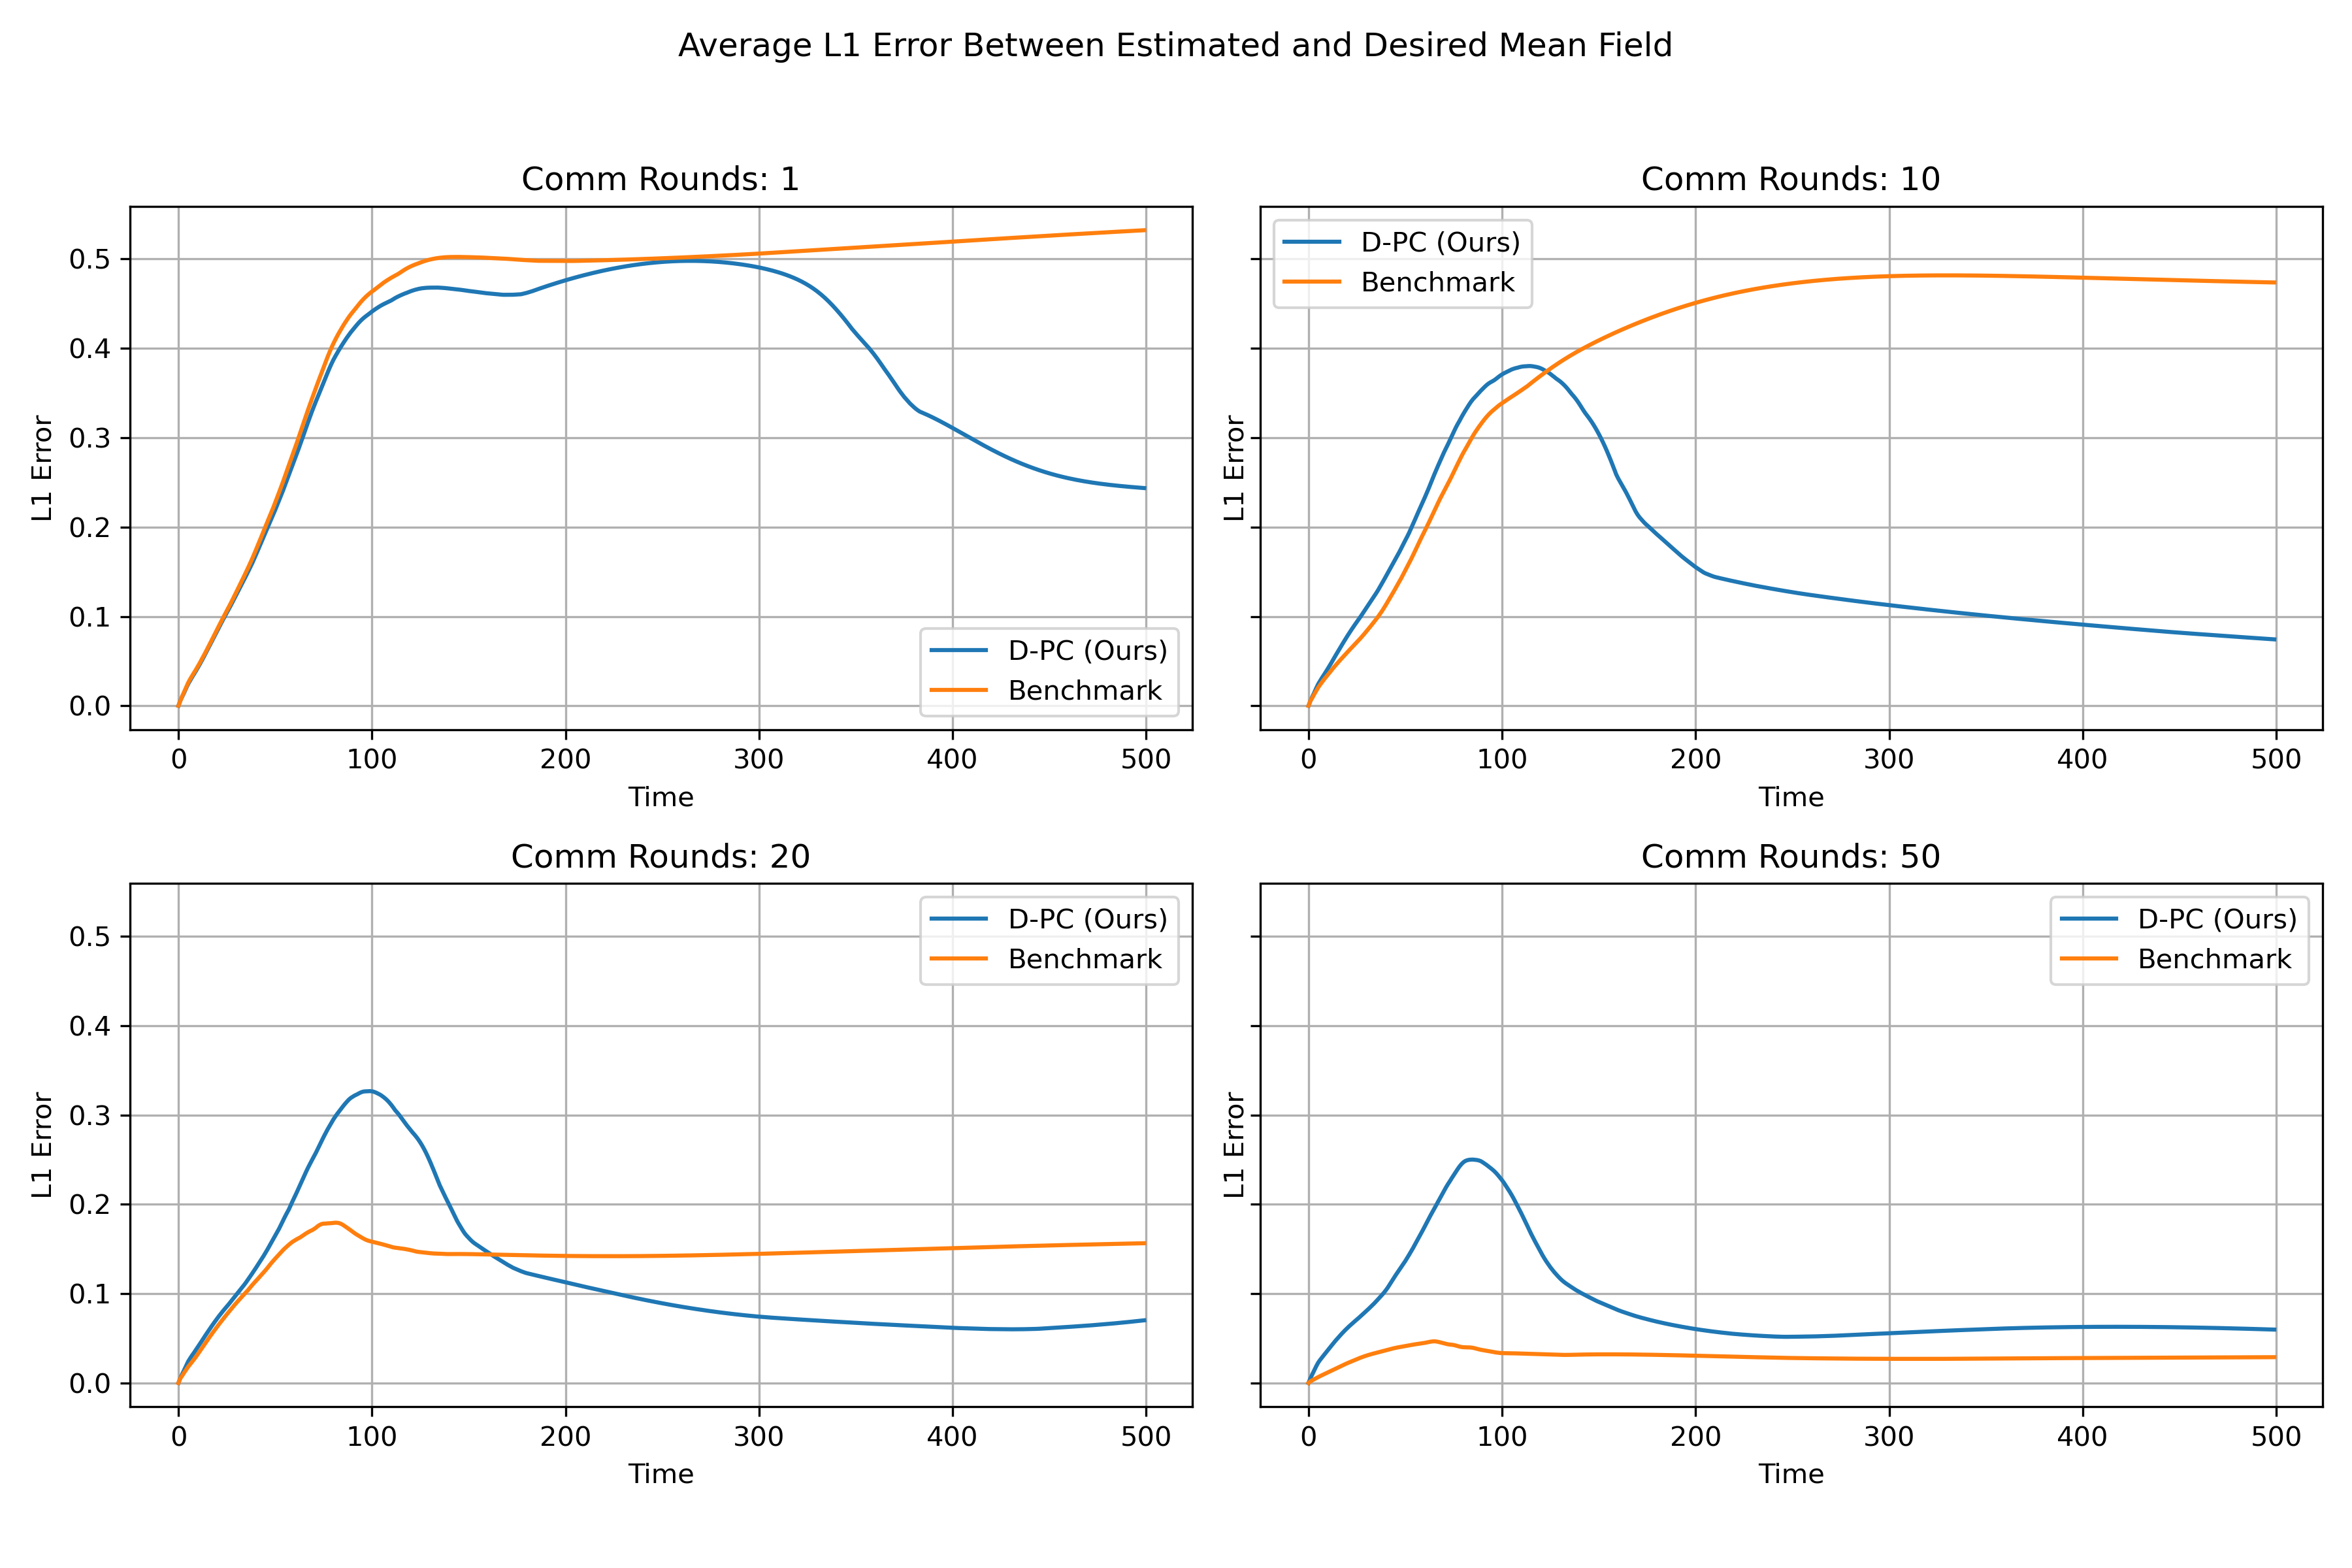 Average L1 Error Between Estimated and Desired Mean Field
Comm Rounds: 1
0.5
0.4
0.3
0.2
0.1
0.0
L1 Error
D-PC (Ours)
Benchmark
0 100 200 300 400 500
Time
Comm Rounds: 10
L1 Error
D-PC (Ours)
Benchmark
0 100 200 300 400 500
Time
Comm Rounds: 20
0.5
0.4
0.3
0.2
0.1
0.0
L1 Error
D-PC (Ours)
Benchmark
0 100 200 300 400 500
Time
Comm Rounds: 50
L1 Error
D-PC (Ours)
Benchmark
0 100 200 300 400 500
Time